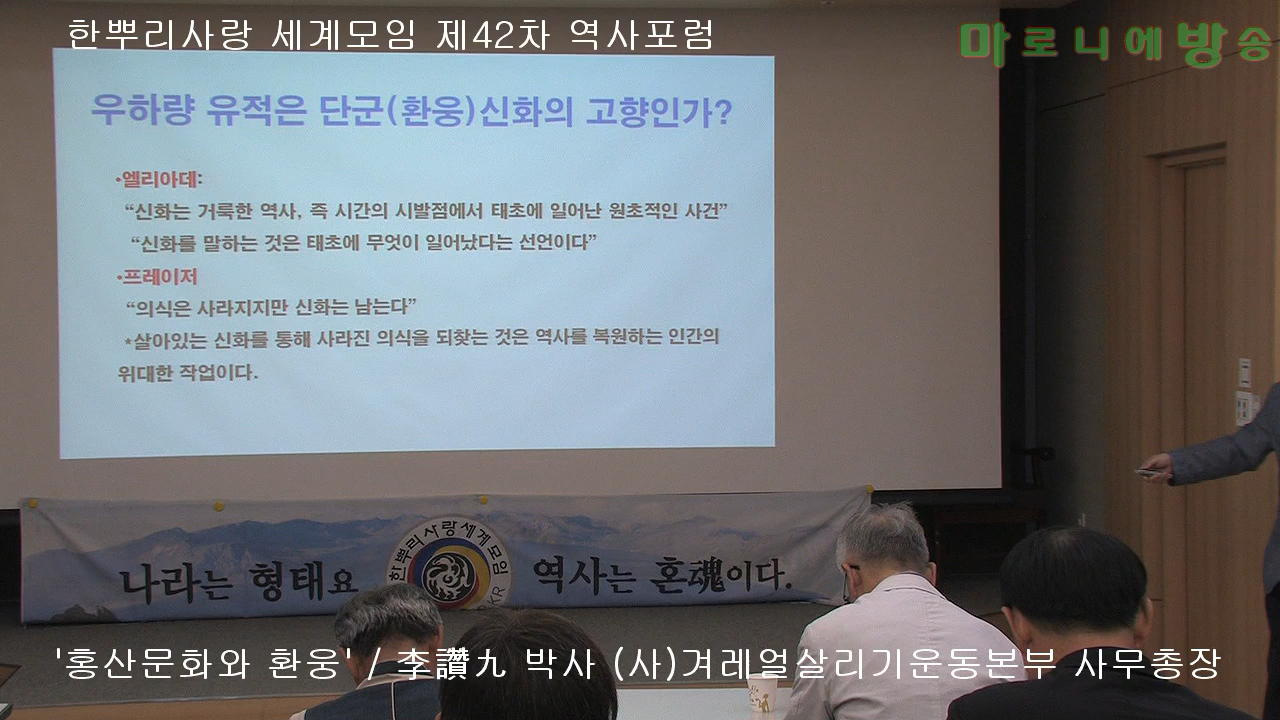 한뿌리사랑 세계모임 제42차 역사포럼
마로니에방송
우하량 유적은 단군(환웅)신화의 고향인가?
•엘리아데:
“신화는 거룩한 역사, 즉 시간의 시발점에서 태초에 일어난 원초적인 사건”
“신화를 말하는 것은 태초에 무엇이 일어났다는 선언이다”
•프레이저
“의식은 사라지지만 신화는 남는다”
*살아있는 신화를 통해 사라진 의식을 되찾는 것은 역사를 복원하는 인간의
위대한 작업이다.
나라는 형태요
한뿌리사랑세계모임
역사는 혼魂이다.
'홍산문화와 환웅' / 李讚九 박사 (사)겨레얼살리기운동본부 사무총장